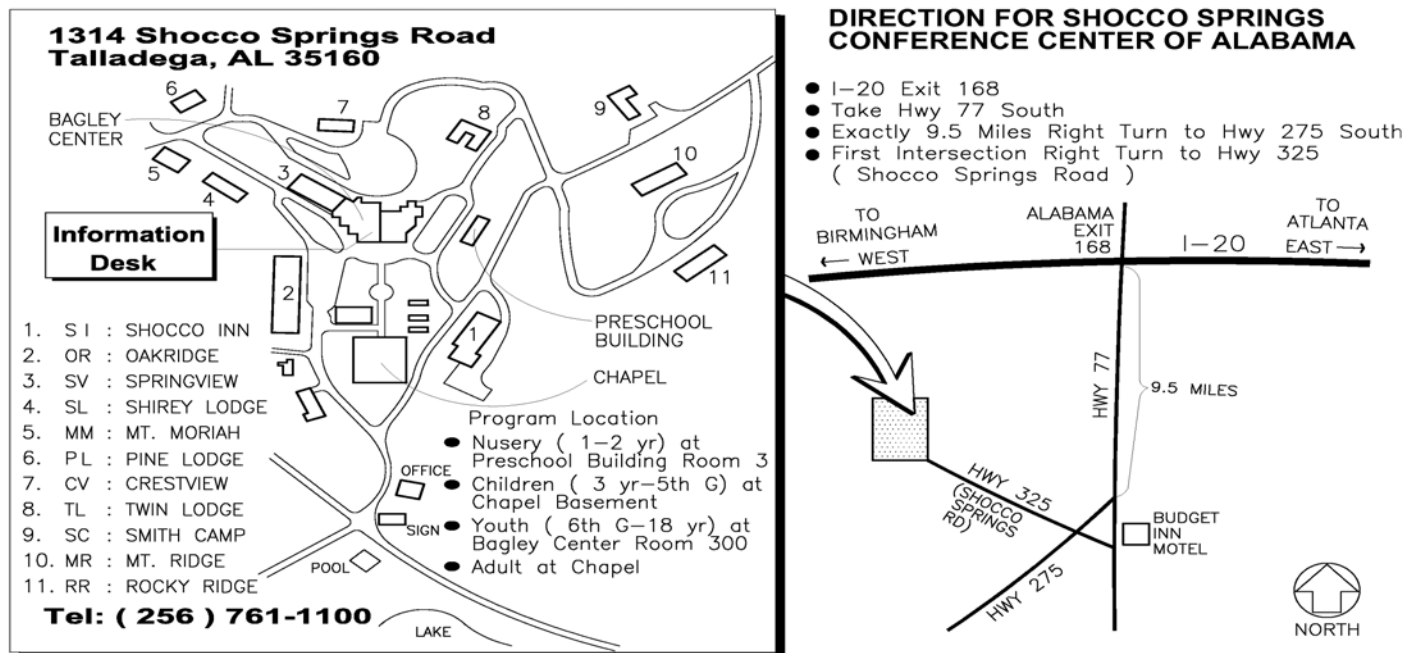 1314 Shocco Springs Road
Talladega, AL 35160
6
7
8
9
BAGLEY
CENTER
10
5
3
4
Information
Desk
11
2
1
PRESCHOOL
BUILDING
CHAPEL
1. S I : SHOCCO INN
2. OR : OAKRIDGE
3. SV : SPRINGVIEW
4. SL : SHIREY LODGE
5. MM : MT. MORIAH
6. PL : PINE LODGE
7. CV : CRESTVIEW
8. TL : TWIN LODGE
9. SC : SMITH CAMP
10. MR : MT. RIDGE
11. RR : ROCKY RIDGE
Tel: ( 256 ) 761-1100
Program Location
● Nusery ( 1-2 yr) at
Preschool Building Room 3
● Children ( 3 yr-5th G) at
Chapel Basement
● Youth ( 6th G-18 yr) at
Bagley Center Room 300
● Adult at Chapel
OFFICE
SIGN
POOL
LAKE
DIRECTION FOR SHOCCO SPRINGS
CONFERENCE CENTER OF ALABAMA
● I-20 Exit 168
● Take Hwy 77 South
● Exactly 9.5 Miles Right Turn to Hwy 275 South
● First Intersection Right Turn to Hwy 325
( Shocco Springs Road )
TO
BIRMINGHAM
← WEST
ALABAMA
EXIT
168
I-20
TO
ATLANTA
EAST →
HWY 77
9.5 MILES
HWY 325
(SHOCCO
SPRINGS
RD)
HWY 275
BUDGET
INN
MOTEL
NORTH